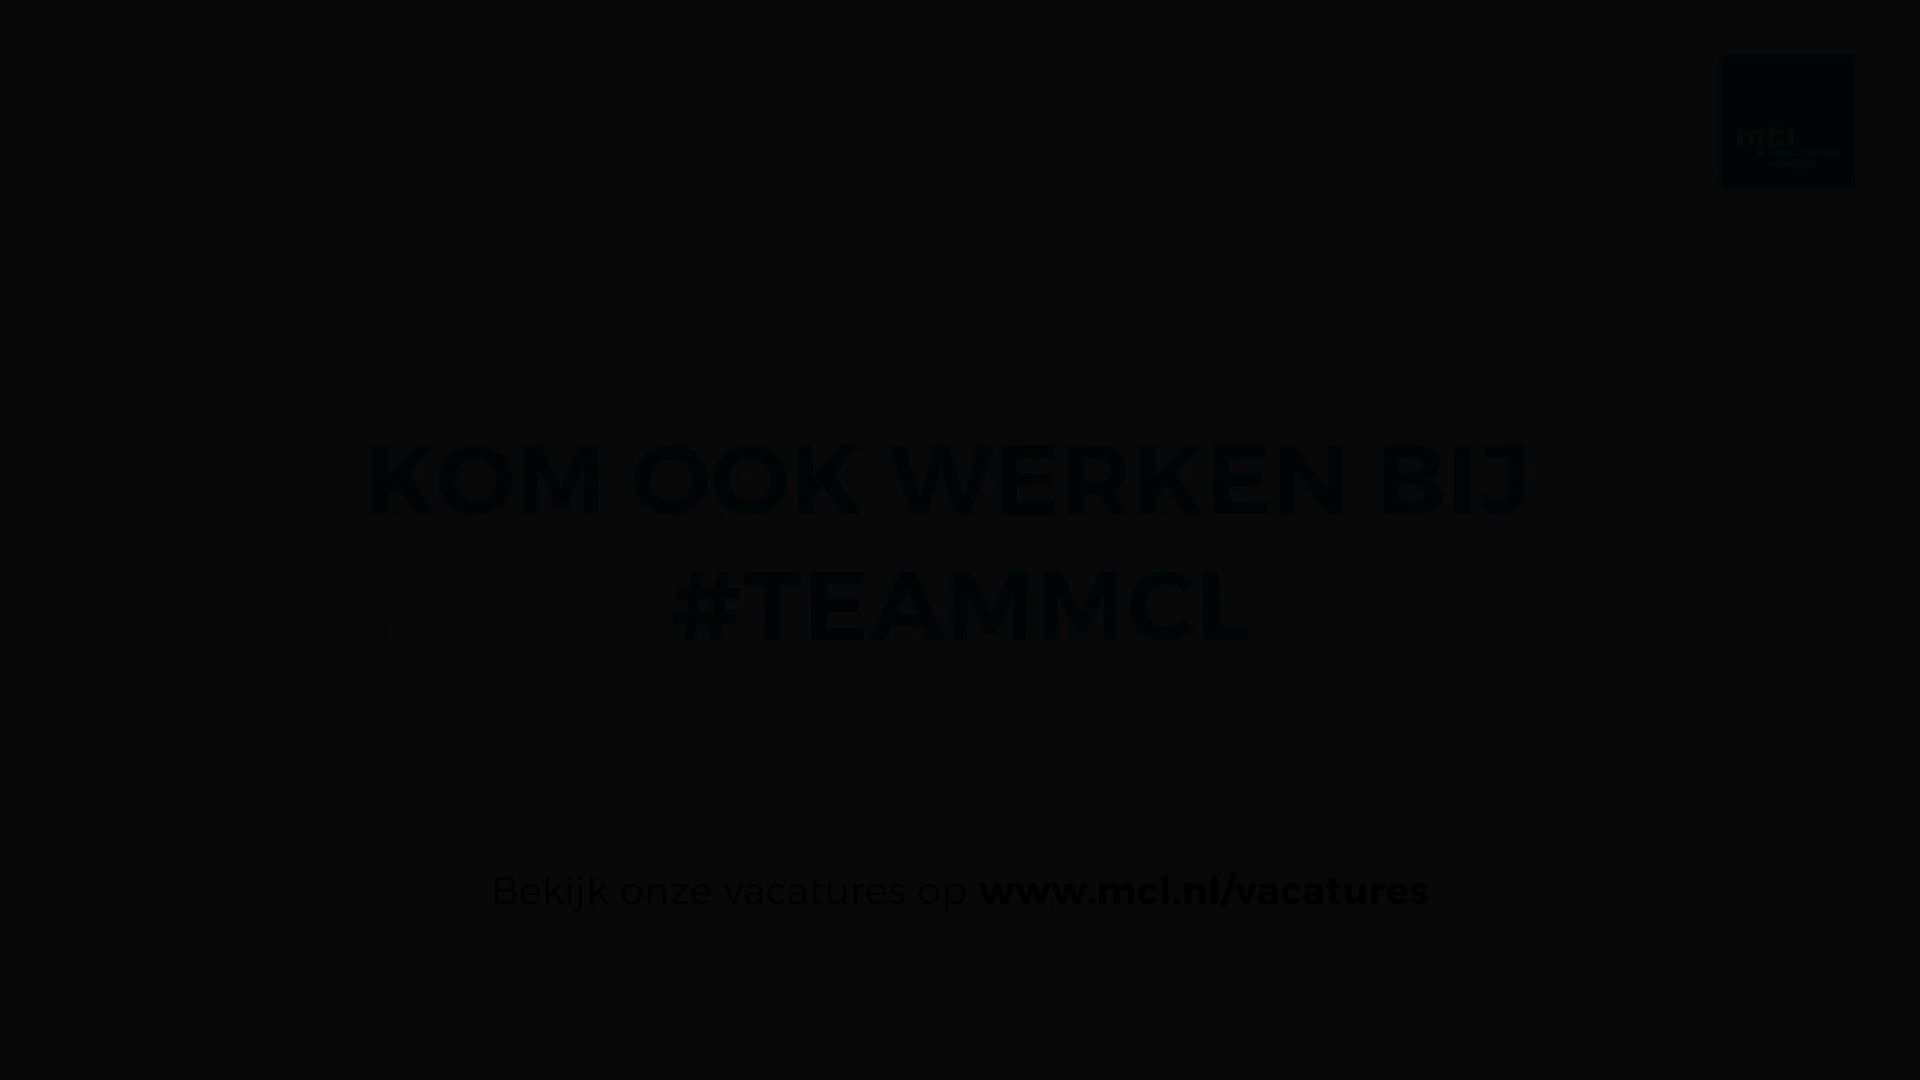 mcl
KOM OOK WERKEN BIJ
#TEAMMCL
Bekijk onze vacatures op www.mcl.nl/vacatures